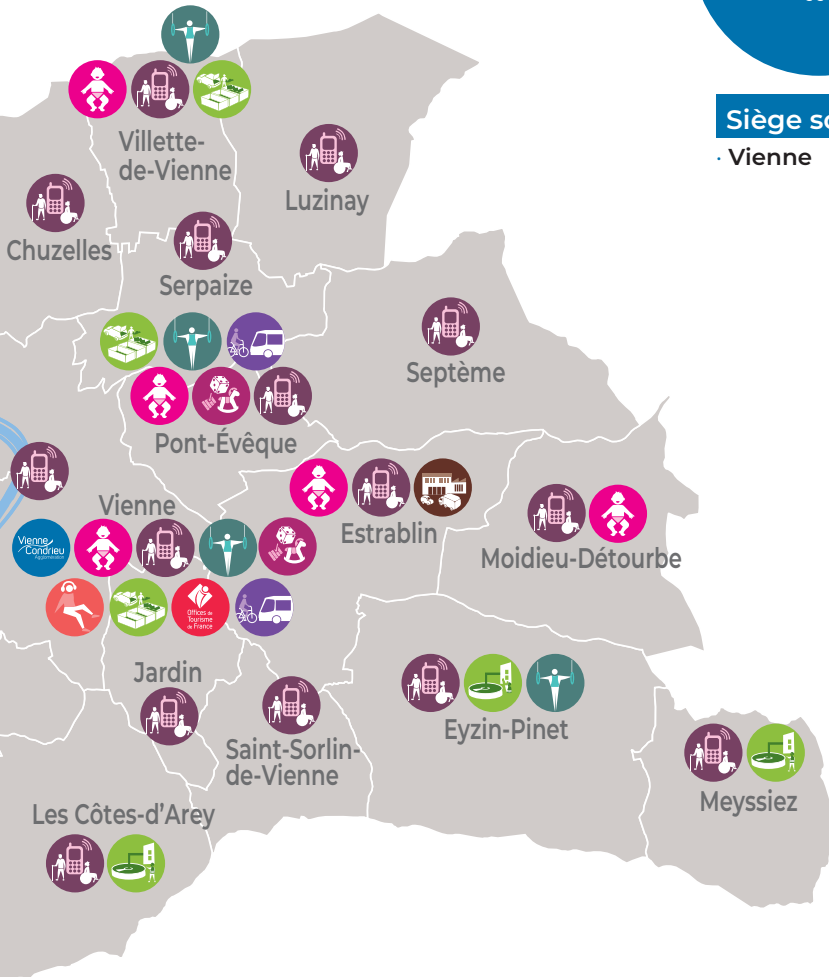 Siège so
· Vienne
Villette-
de-Vienne
Luzinay
Chuzelles
Serpaize
Septème
Pont-Évêque
Vienne
Estrablin
Moidieu-Détourbe
Vienne
Condrieu
Agglomération
Offices de
Tourisme
de France
Jardin
Saint-Sorlin-
de-Vienne
Eyzin-Pinet
Meyssiez
Les Côtes-d’Arey